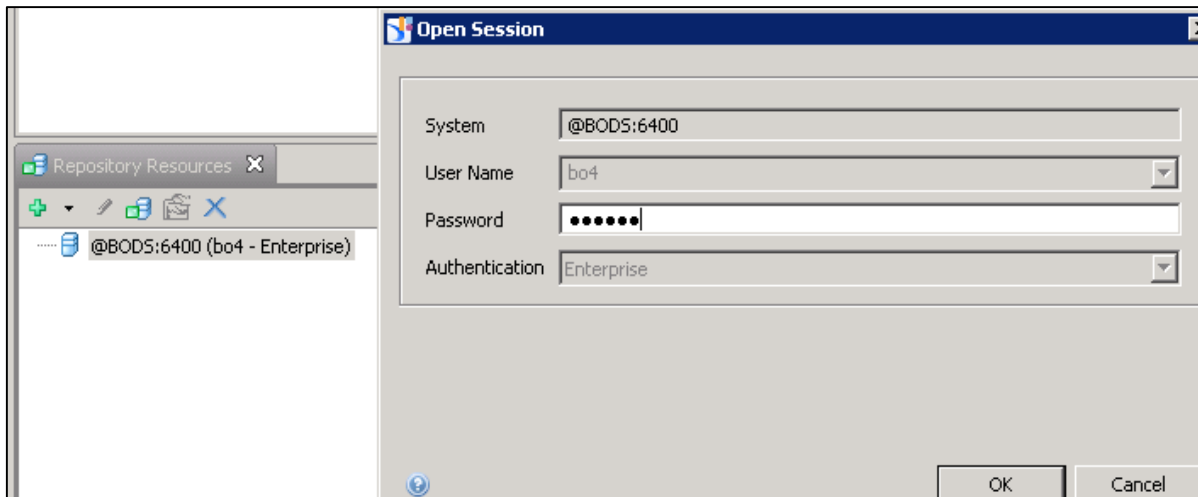 Open Session
System @BODS:6400
User Name bo4
Password ●●●●●●
Authentication Enterprise
Repository Resources
@BODS:6400 (bo4 - Enterprise)
OK Cancel